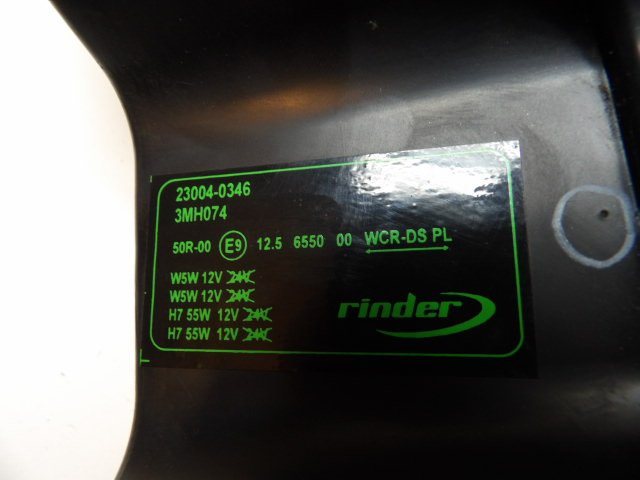 23004-0346
3MH074
50R-00 E9 12.5 6550 00 WCR-DS PL
W5W 12V 24V
W5W 12V 24V
H7 55W 12V 24V
H7 55W 12V 24V
rinder